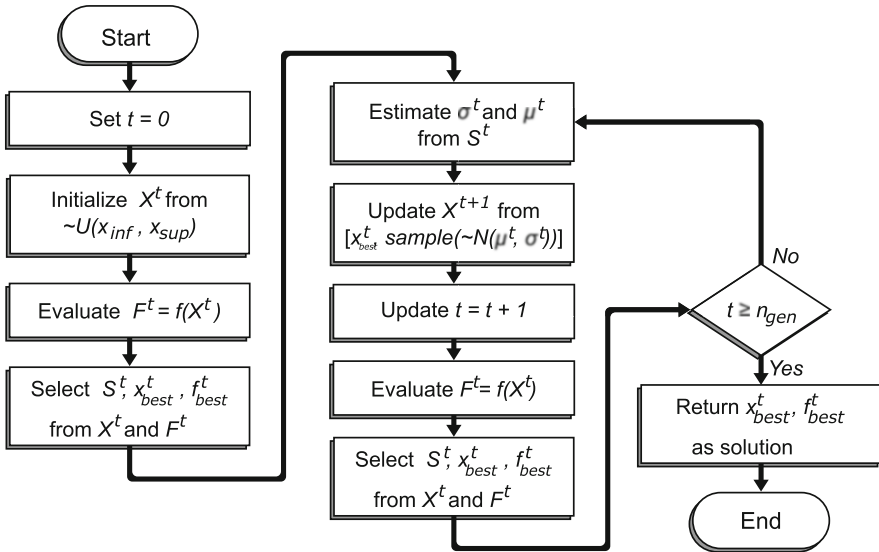 Start
Set t = 0
Initialize X^t from
~U(x_inf , x_sup)
Evaluate F^t = f(X^t)
Select S^t, x^t_best , f^t_best
from X^t and F^t
Estimate σ^t and μ^t
from S^t
Update X^{t+1} from
[x^t_best, sample(~N(μ^t, σ^t))]
Update t = t + 1
Evaluate F^t = f(X^t)
Select S^t, x^t_best , f^t_best
from X^t and F^t
No
t ≥ n_gen
Yes
Return x^t_best, f^t_best
as solution
End